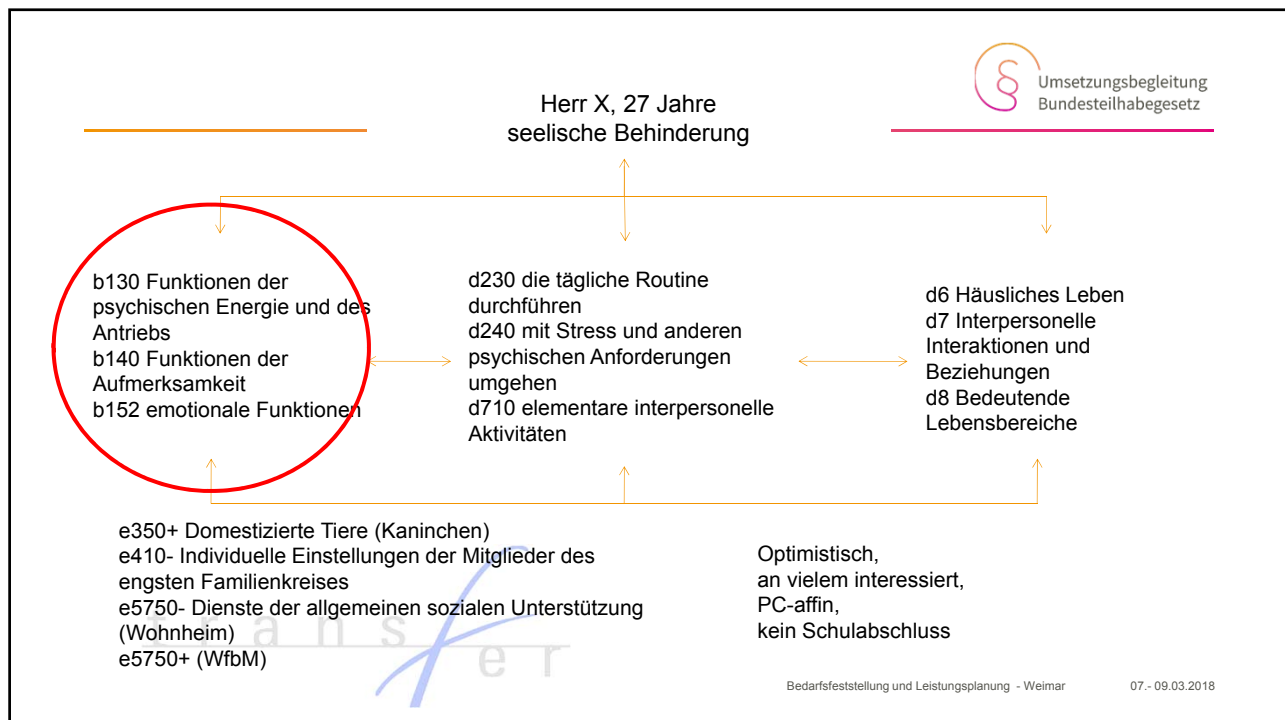 Umsetzungsbegleitung
Bundesteilhabegesetz
Herr X, 27 Jahre
seelische Behinderung
b130 Funktionen der
psychischen Energie und des
Antriebs
b140 Funktionen der
Aufmerksamkeit
b152 emotionale Funktionen
d230 die tägliche Routine
durchführen
d240 mit Stress und anderen
psychischen Anforderungen
umgehen
d710 elementare interpersonelle
Aktivitäten
d6 Häusliches Leben
d7 Interpersonelle
Interaktionen und
Beziehungen
d8 Bedeutende
Lebensbereiche
e350+ Domestizierte Tiere (Kaninchen)
e410- Individuelle Einstellungen der Mitglieder des
engsten Familienkreises
e5750- Dienste der allgemeinen sozialen Unterstützung
(Wohnheim)
e5750+ (WfbM)
Optimistisch,
an vielem interessiert,
PC-affin,
kein Schulabschluss
transfer
Bedarfsfeststellung und Leistungsplanung - Weimar 07.- 09.03.2018